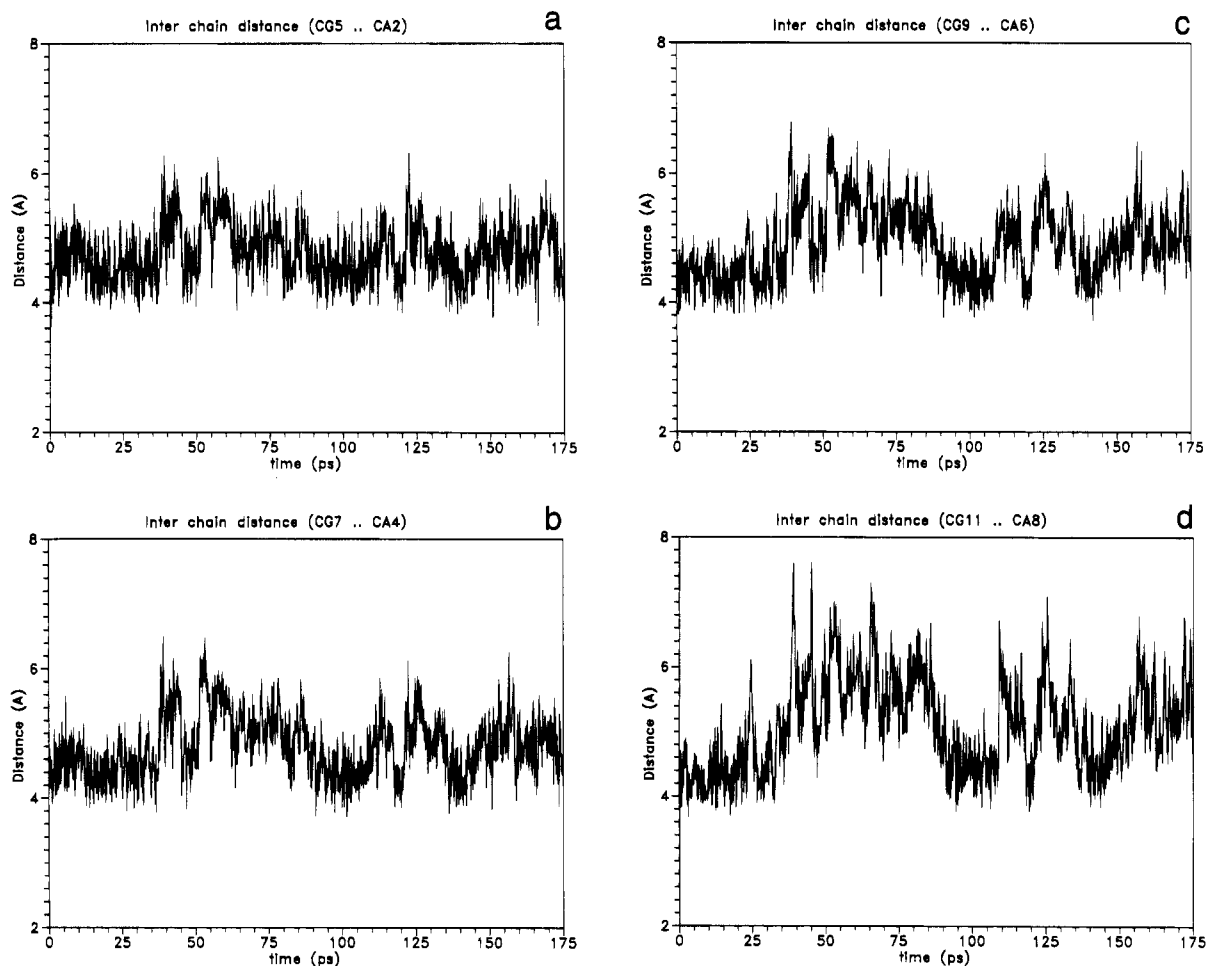 Inter chain distance (CG5 .. CA2)
a
8
6
4
2
Distance (A)
0 25 50 75 100 125 150 175
time (ps)
Inter chain distance (CG7 .. CA4)
b
8
6
4
2
Distance (A)
0 25 50 75 100 125 150 175
time (ps)
Inter chain distance (CG9 .. CA6)
c
8
6
4
2
Distance (A)
0 25 50 75 100 125 150 175
time (ps)
Inter chain distance (CG11 .. CA8)
d
8
6
4
2
Distance (A)
0 25 50 75 100 125 150 175
time (ps)